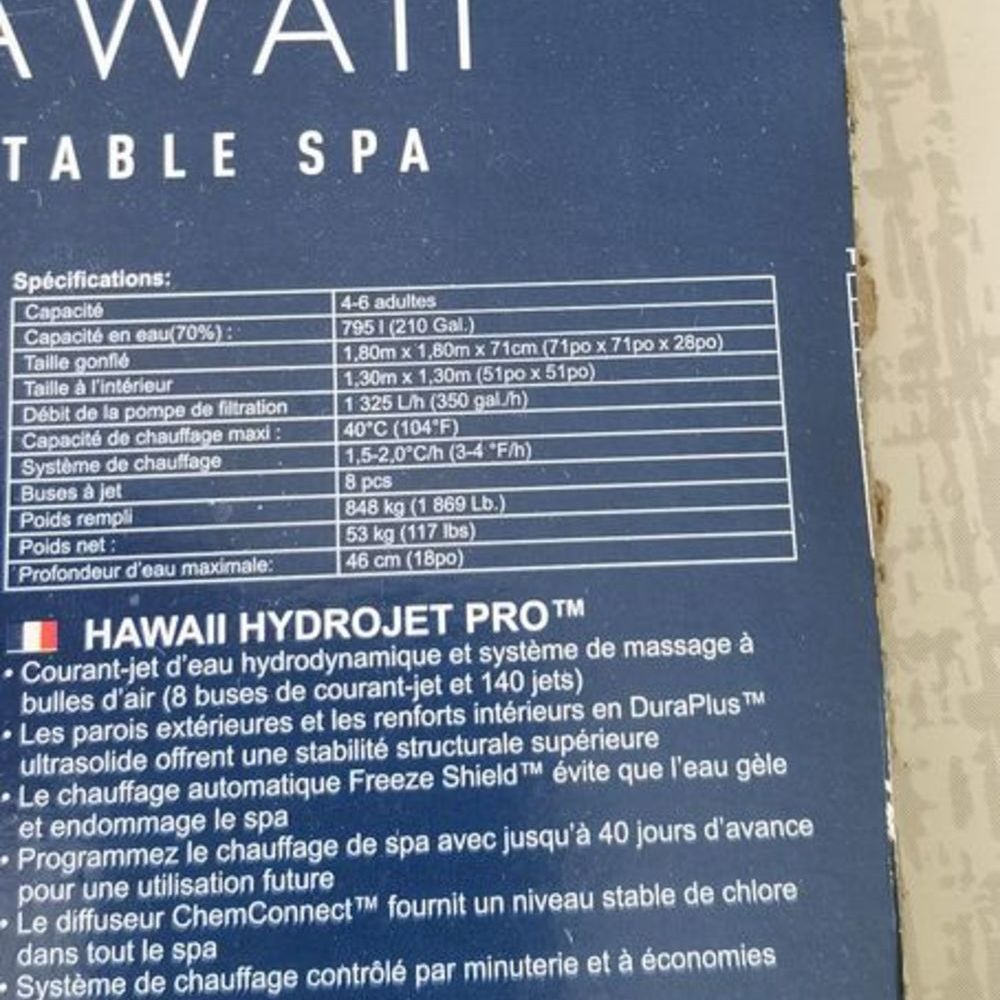 AWAII
TABLE SPA
Spécifications:
Capacité 4-6 adultes
Capacité en eau(70%) : 795 l (210 Gal.)
Taille gonflé 1,80m x 1,80m x 71cm (71po x 71po x 28po)
Taille à l'intérieur 1,30m x 1,30m (51po x 51po)
Débit de la pompe de filtration 1 325 L/h (350 gal./h)
Capacité de chauffage maxi : 40°C (104°F)
Système de chauffage 1,5-2,0°C/h (3-4 °F/h)
Buses à jet 8 pcs
Poids rempli 848 kg (1 869 Lb.)
Poids net : 53 kg (117 lbs)
Profondeur d'eau maximale: 46 cm (18po)
HAWAII HYDROJET PRO™
• Courant-jet d'eau hydrodynamique et système de massage à
bulles d'air (8 buses de courant-jet et 140 jets)
• Les parois extérieures et les renforts intérieurs en DuraPlus™
ultrasolide offrent une stabilité structurale supérieure
• Le chauffage automatique Freeze Shield™ évite que l'eau gèle
et endommage le spa
• Programmez le chauffage de spa avec jusqu'à 40 jours d'avance
pour une utilisation future
• Le diffuseur ChemConnect™ fournit un niveau stable de chlore
dans tout le spa
• Système de chauffage contrôlé par minuterie et à économies